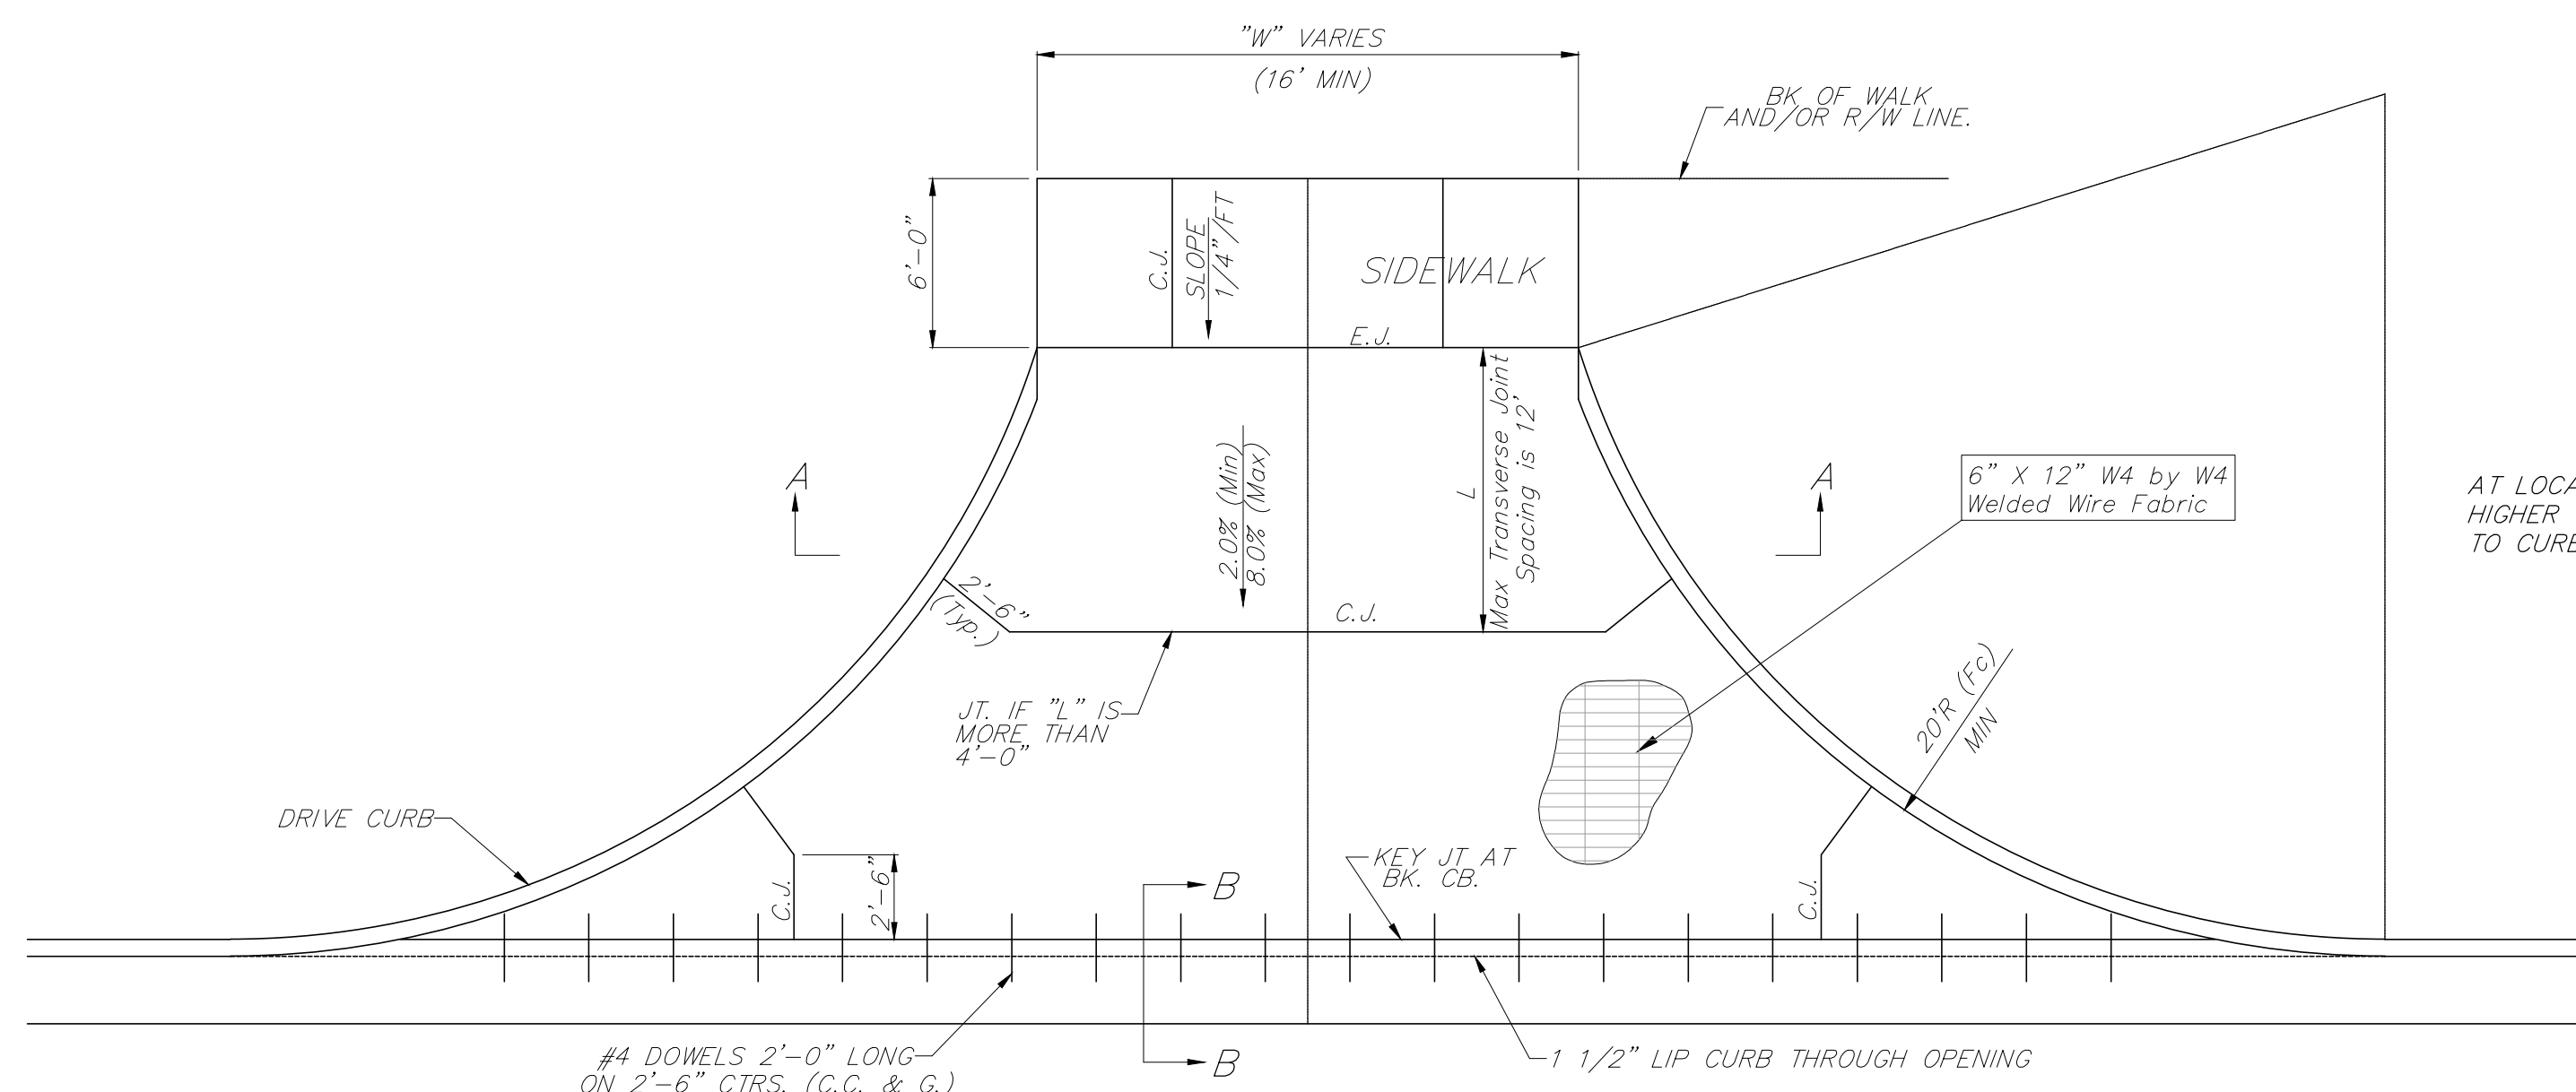 "W" VARIES
(16' MIN)
BK OF WALK
AND/OR R/W LINE.
6'-0"
C.J.
SLOPE
1/4"/FT
SIDEWALK
E.J.
A
2.0% (Min)
8.0% (Max)
L
Max Transverse Joint
Spacing is 12'
A
6" X 12" W4 by W4
Welded Wire Fabric
AT LOCA
HIGHER
TO CURB
2'-6"
(Typ.)
C.J.
JT. IF "L" IS
MORE THAN
4'-0"
20'R (Fc)
MIN
DRIVE CURB
C.J.
2'-6"
B
KEY JT AT
BK. CB.
C.J.
#4 DOWELS 2'-0" LONG
ON 2'-6" CTRS. (C.C. & G.)
B
1 1/2" LIP CURB THROUGH OPENING